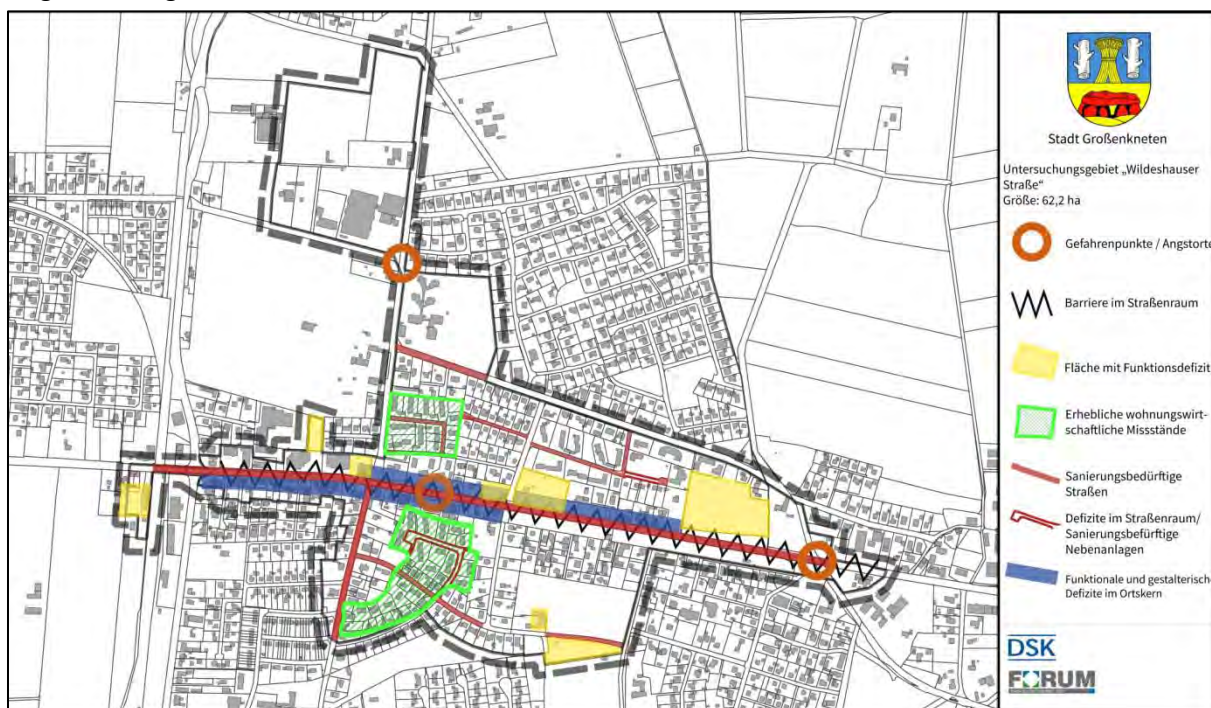 Stadt Großenkneten
Untersuchungsgebiet „Wildeshauser
Straße“
Größe: 62,2 ha
Gefahrenpunkte / Angstorte
Barriere im Straßenraum
Fläche mit Funktionsdefizit
Erhebliche wohnungswirt-
schaftliche Missstände
Sanierungsbedürftige
Straßen
Defizite im Straßenraum/
Sanierungsbefürftige
Nebenanlagen
Funktionale und gestalterische
Defizite im Ortskern
DSK
FORUM